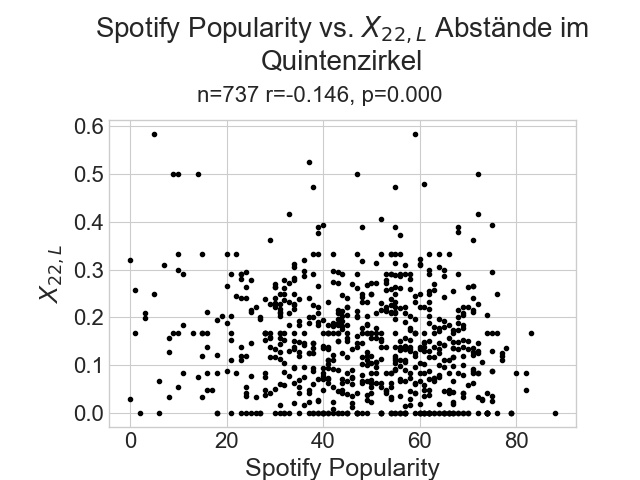 Spotify Popularity vs. X22, L Abstände im
Quintenzirkel
n=737 r=-0.146, p=0.000
0.6
0.5
0.4
0.3
0.2
0.1
0.0
X22, L
0 20 40 60 80
Spotify Popularity